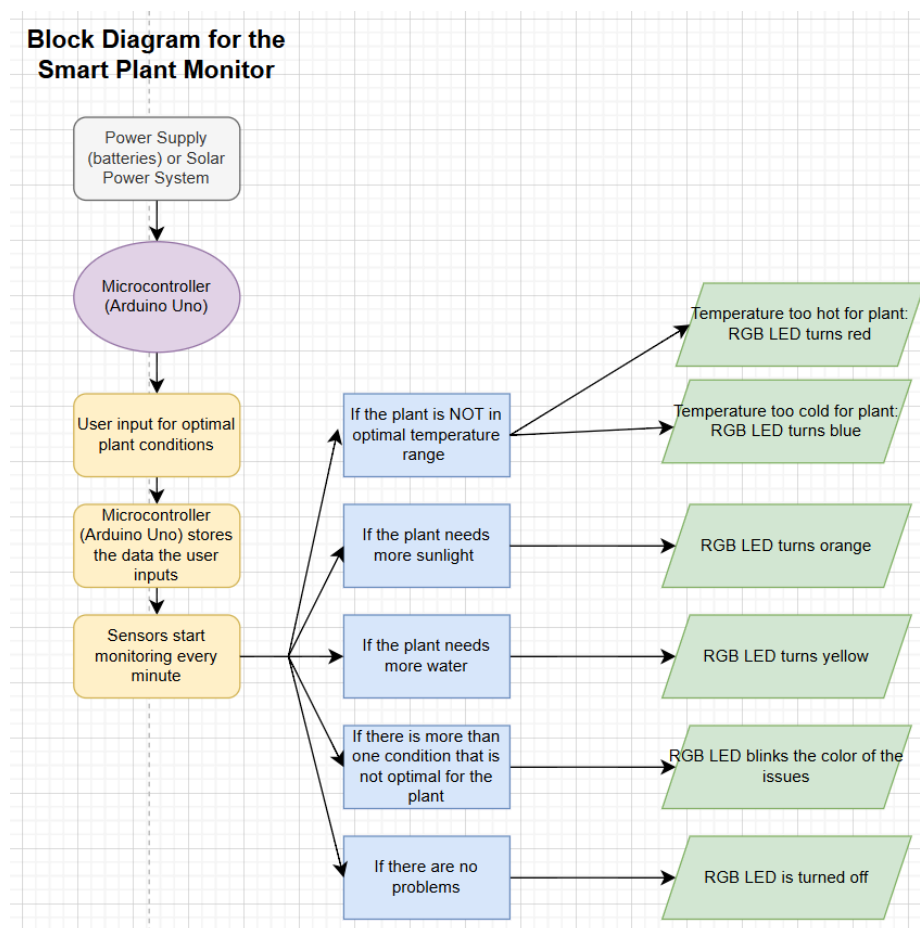 Block Diagram for the
Smart Plant Monitor
Power Supply
(batteries) or Solar
Power System
Microcontroller
(Arduino Uno)
User input for optimal
plant conditions
Microcontroller
(Arduino Uno) stores
the data the user
inputs
Sensors start
monitoring every
minute
If the plant is NOT in
optimal temperature
range
Temperature too hot for plant:
RGB LED turns red
Temperature too cold for plant:
RGB LED turns blue
If the plant needs
more sunlight
RGB LED turns orange
If the plant needs
more water
RGB LED turns yellow
If there is more than
one condition that is
not optimal for the
plant
RGB LED blinks the color of the
issues
If there are no
problems
RGB LED is turned off